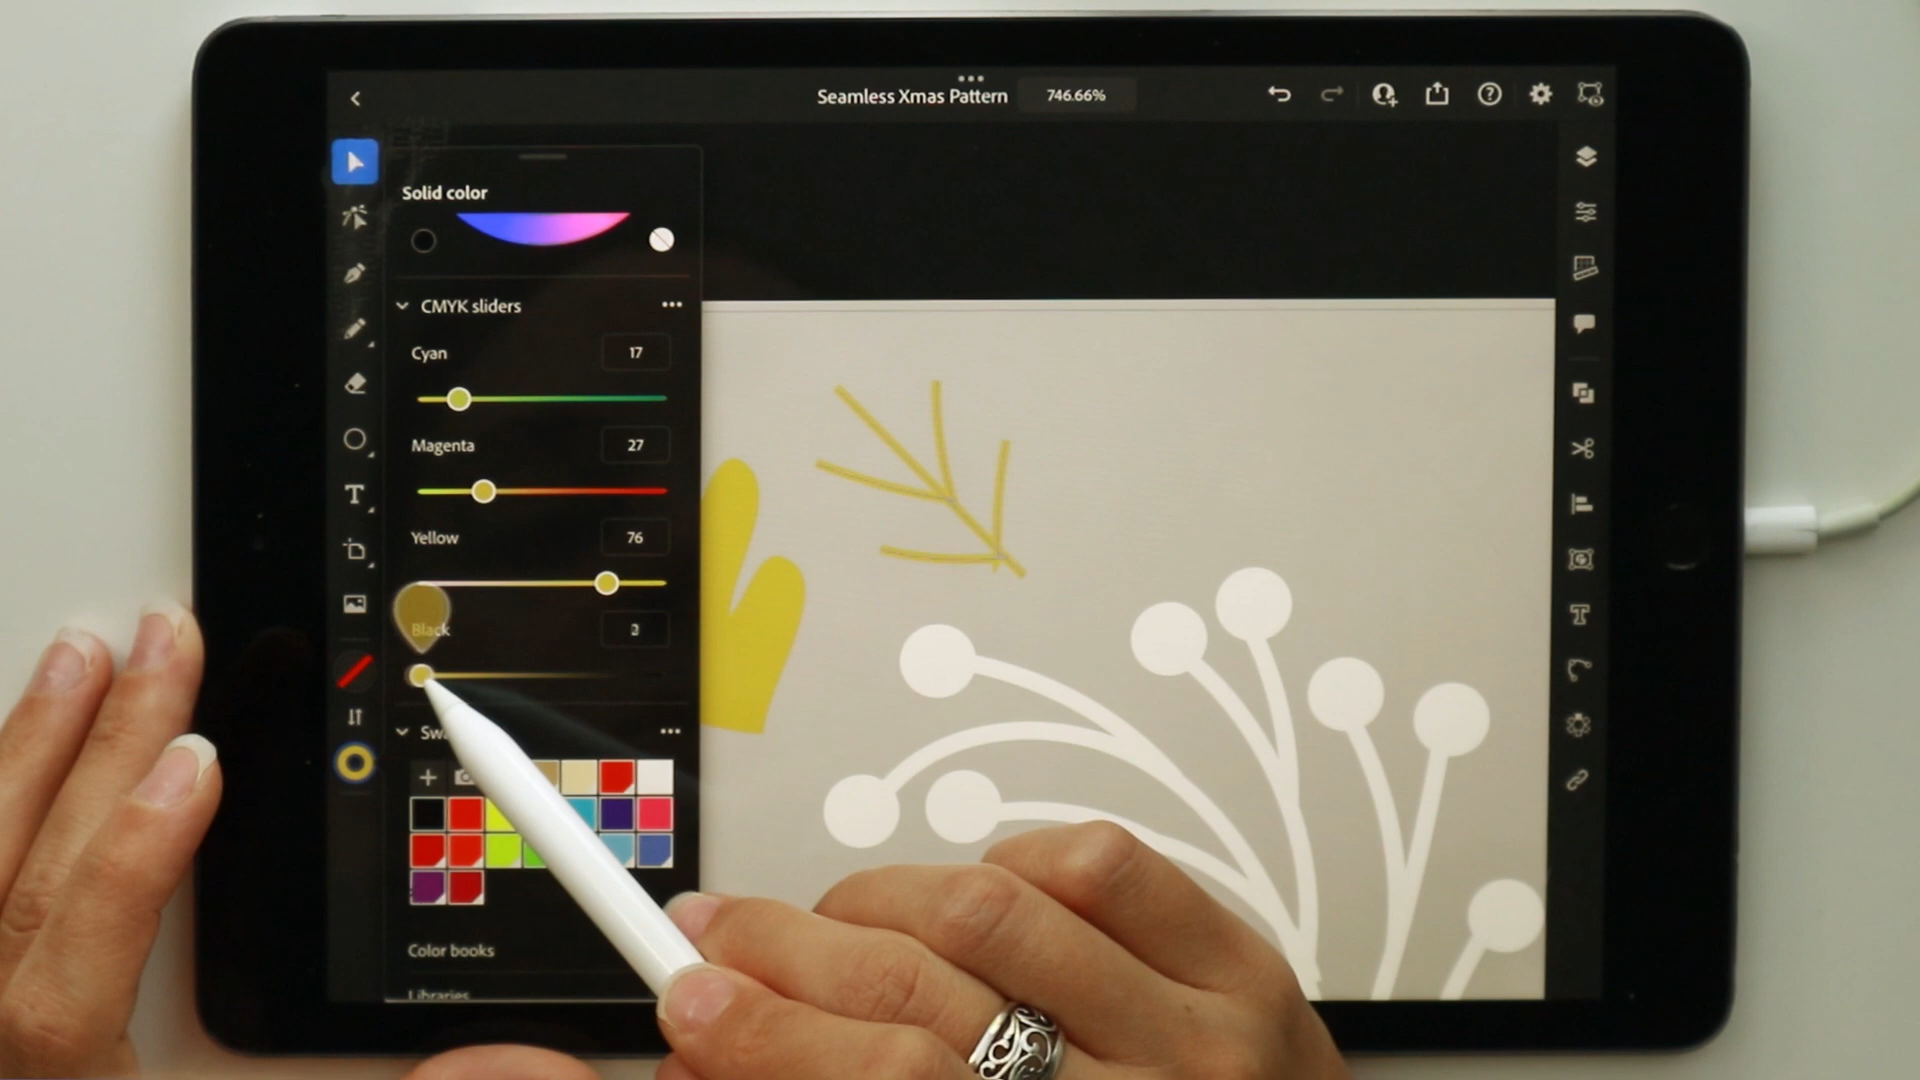 Seamless Xmas Pattern
746.66%
Solid color
CMYK sliders
Cyan
17
Magenta
27
Yellow
76
Black
2
Color books
Libraries